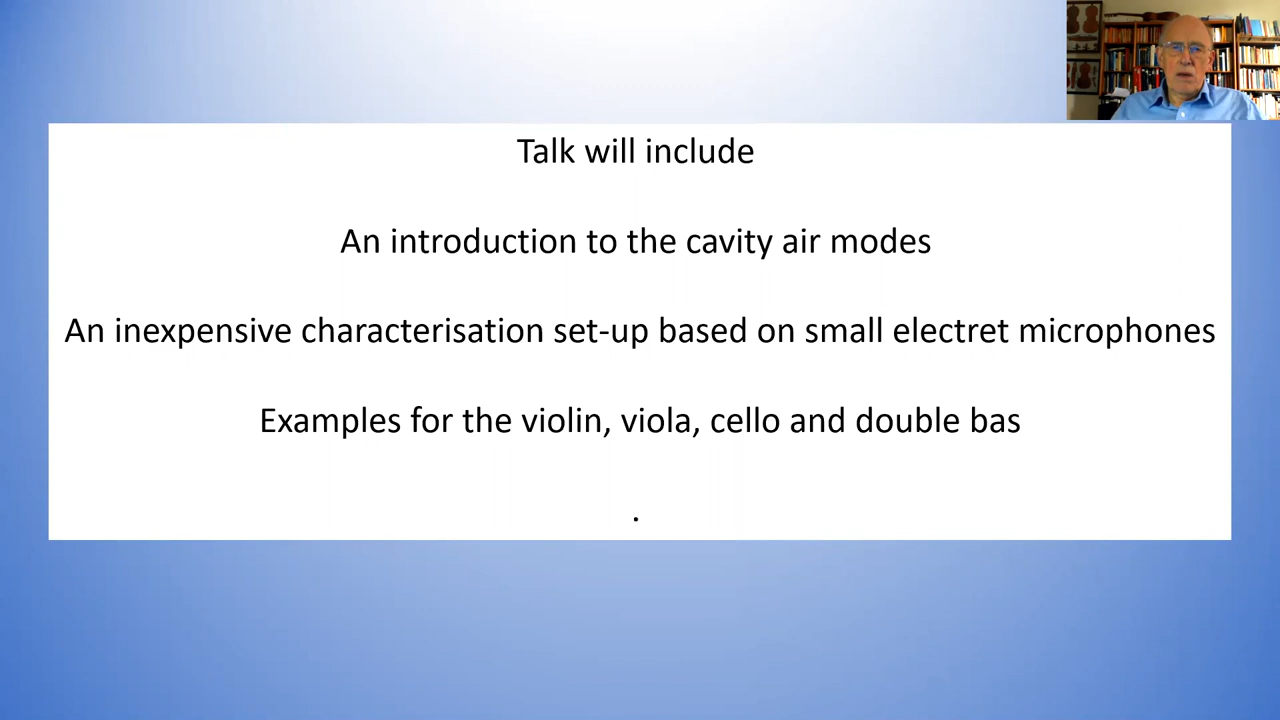 Talk will include
An introduction to the cavity air modes
An inexpensive characterisation set-up based on small electret microphones
Examples for the violin, viola, cello and double bas
.